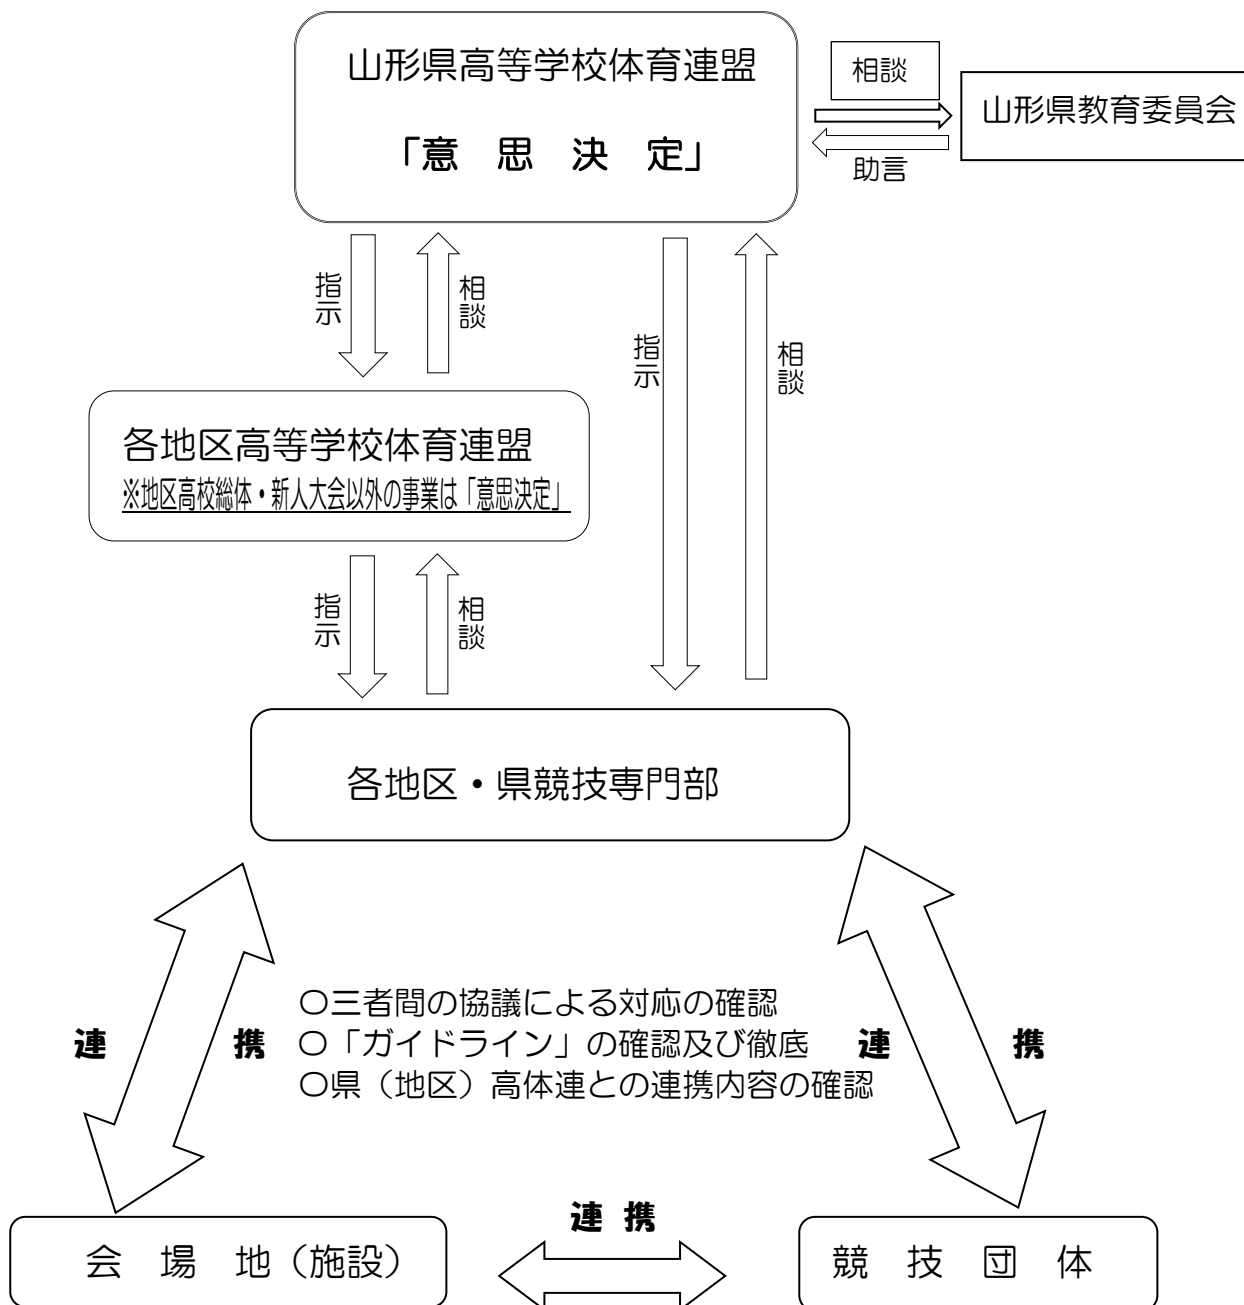 山形県高等学校体育連盟
「意 思 決 定」
相談
山形県教育委員会
助言
指示
相談
指示
相談
各地区高等学校体育連盟
※地区高校総体・新人大会以外の事業は「意思決定」
指示
相談
各地区・県競技専門部
〇三者間の協議による対応の確認
〇「ガイドライン」の確認及び徹底
〇県（地区）高体連との連携内容の確認
連 携
連 携
連 携
会 場 地（施設）
競 技 団 体